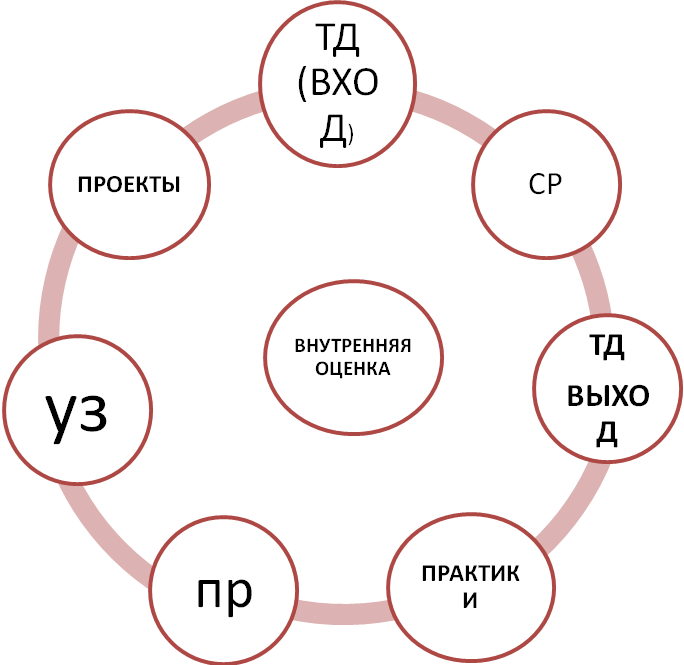 ТД
(ВХО
Д)
СР
ТД
ВЫХО
Д
ПРАКТИК
И
пр
уз
ПРОЕКТЫ
ВНУТРЕННЯЯ
ОЦЕНКА